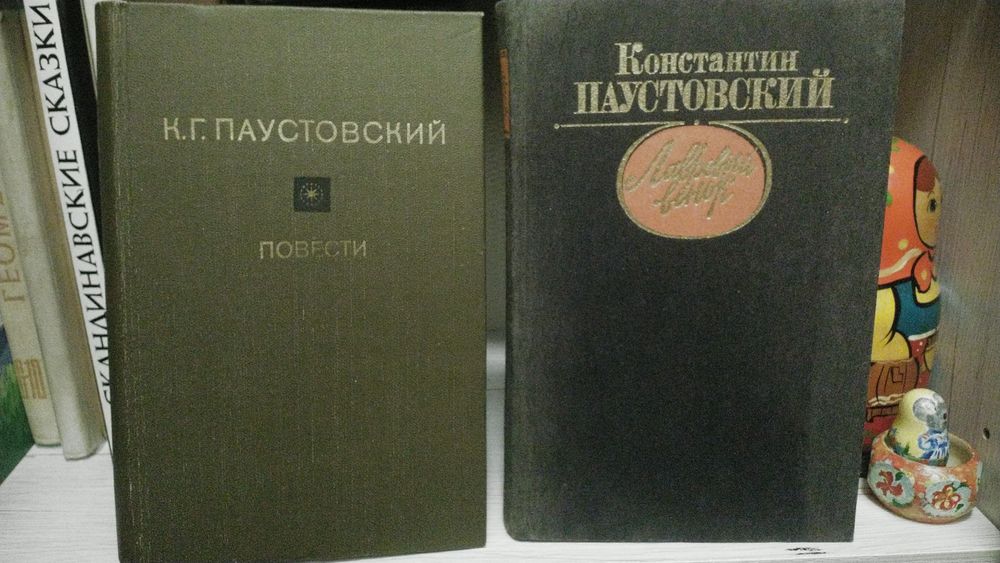 СКАНДИНАВСКИЕ СКАЗКИ
К.Г. ПАУСТОВСКИЙ
ПОВЕСТИ
Константин
ПАУСТОВСКИЙ
Лавровый
венок